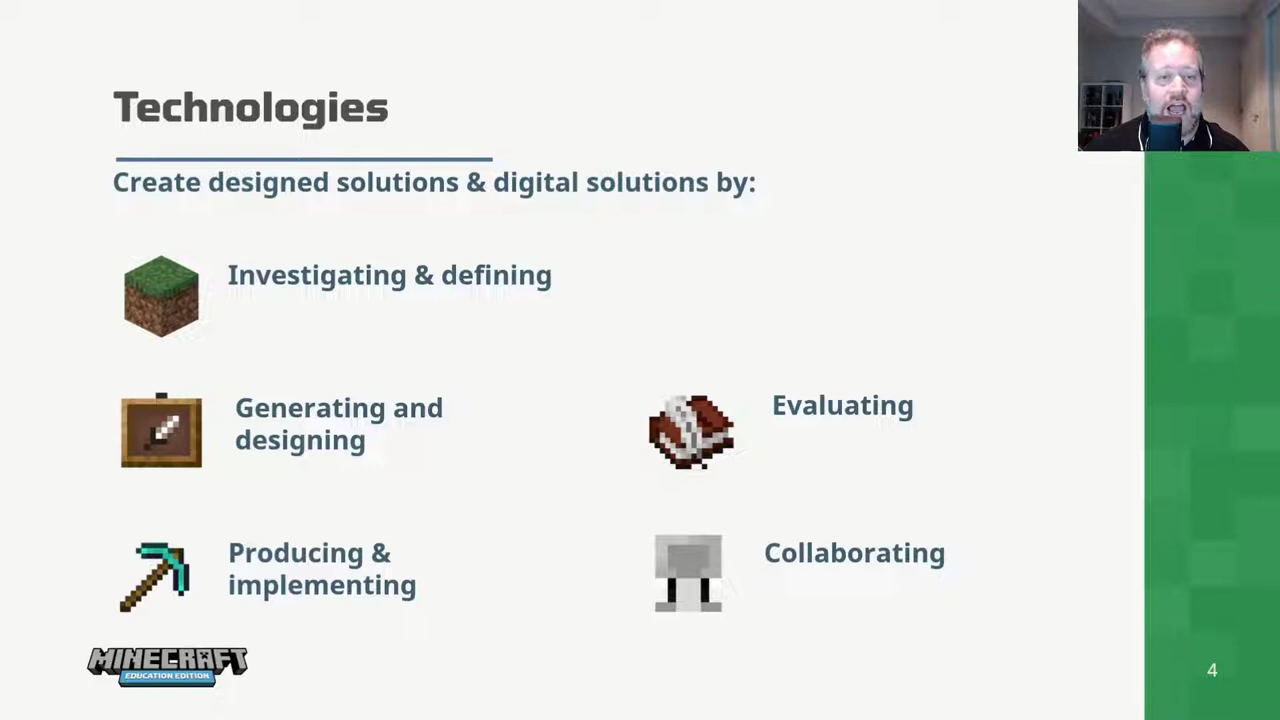 Technologies
Create designed solutions & digital solutions by:
Investigating & defining
Generating and
designing
Evaluating
Producing &
implementing
Collaborating
MINECRAFT
EDUCATION EDITION
4